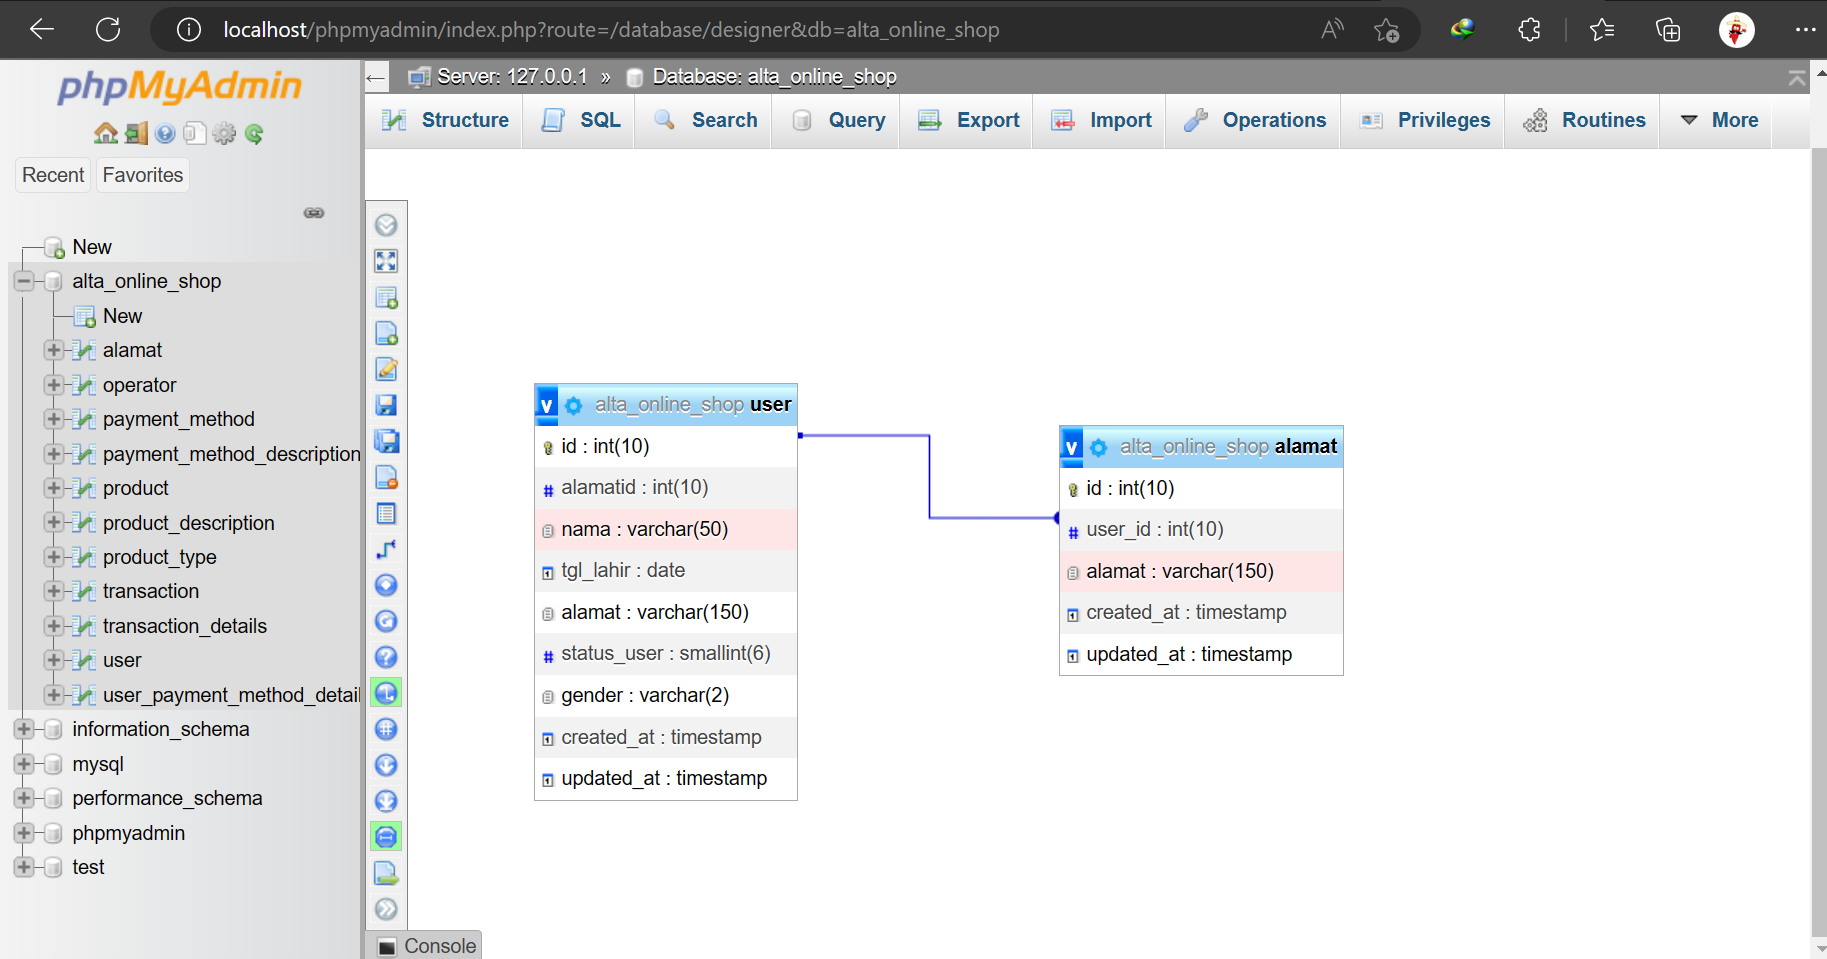 localhost/phpmyadmin/index.php?route=/database/designer&db=alta_online_shop
phpMyAdmin
Recent Favorites
New
alta_online_shop
New
alamat
operator
payment_method
payment_method_description
product
product_description
product_type
transaction
transaction_details
user
user_payment_method_detai
information_schema
mysql
performance_schema
phpmyadmin
test
Server: 127.0.0.1 » Database: alta_online_shop
Structure SQL Search Query Export Import Operations Privileges Routines More
v alta_online_shop user
id : int(10)
alamatid : int(10)
nama : varchar(50)
tgl_lahir : date
alamat : varchar(150)
status_user : smallint(6)
gender : varchar(2)
created_at : timestamp
updated_at : timestamp
v alta_online_shop alamat
id : int(10)
user_id : int(10)
alamat : varchar(150)
created_at : timestamp
updated_at : timestamp
Console